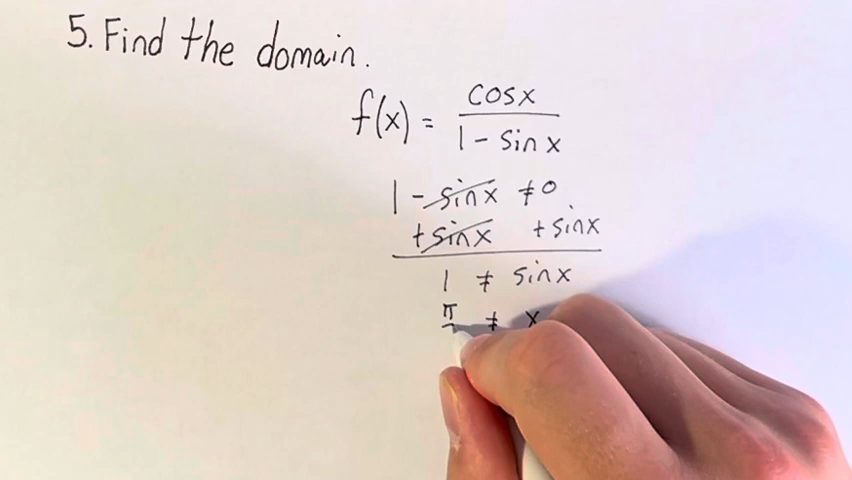 5. Find the domain.
f(x) = cosx / 1 - sinx
1 - sinx ≠ 0
+ sinx + sinx
1 ≠ sinx
π ≠ x